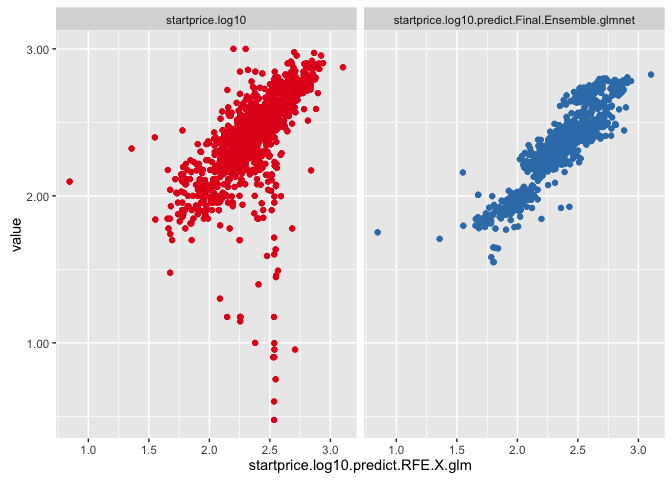 startprice.log10 startprice.log10.predict.Final.Ensemble.glmnet
3.00
2.00
value
1.00
1.0 1.5 2.0 2.5 3.0 1.0 1.5 2.0 2.5 3.0
startprice.log10.predict.RFE.X.glm